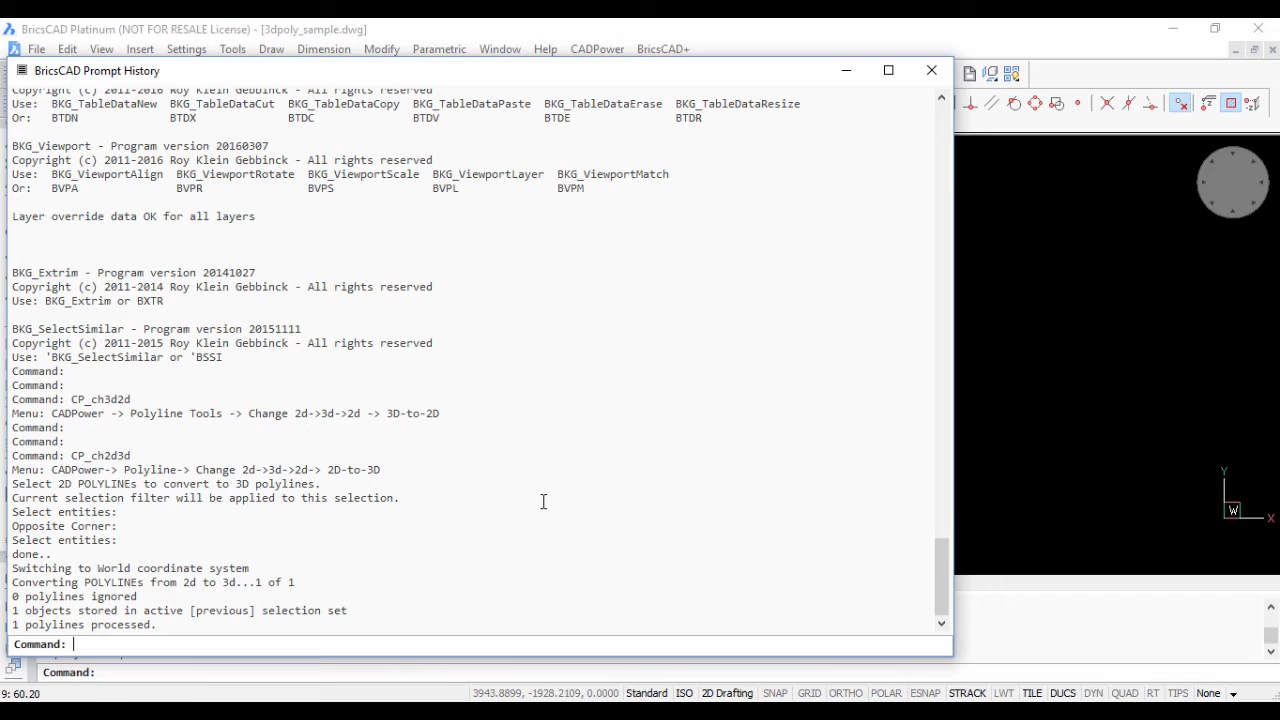 BricsCAD Platinum (NOT FOR RESALE License) - [3dpoly_sample.dwg]
File Edit View Insert Settings Tools Draw Dimension Modify Parametric Window Help CADPower BricsCAD+
BricsCAD Prompt History
Copyright (c) 2011-2016 Roy Klein Gebbinck - All rights reserved
Use: BKG_TableDataNew BKG_TableDataCut BKG_TableDataCopy BKG_TableDataPaste BKG_TableDataErase BKG_TableDataResize
Or: BTDN BTDX BTDC BTDV BTDE BTDR
BKG_Viewport - Program version 20160307
Copyright (c) 2011-2016 Roy Klein Gebbinck - All rights reserved
Use: BKG_ViewportAlign BKG_ViewportRotate BKG_ViewportScale BKG_ViewportLayer BKG_ViewportMatch
Or: BVPA BVPR BVPS BVPL BVPM
Layer override data OK for all layers
BKG_Extrim - Program version 20141027
Copyright (c) 2011-2014 Roy Klein Gebbinck - All rights reserved
Use: BKG_Extrim or BXTR
BKG_SelectSimilar - Program version 20151111
Copyright (c) 2011-2015 Roy Klein Gebbinck - All rights reserved
Use: 'BKG_SelectSimilar or 'BSSI
Command:
Command:
Command: CP_ch3d2d
Menu: CADPower -> Polyline Tools -> Change 2d->3d->2d -> 3D-to-2D
Command:
Command:
Command: CP_ch2d3d
Menu: CADPower-> Polyline-> Change 2d->3d->2d-> 2D-to-3D
Select 2D POLYLINEs to convert to 3D polylines.
Current selection filter will be applied to this selection.
Select entities:
Opposite Corner:
Select entities:
done..
Switching to World coordinate system
Converting POLYLINEs from 2d to 3d...1 of 1
0 polylines ignored
1 objects stored in active [previous] selection set
1 polylines processed.
Command:
Y
W X
Command:
9: 60.20 3943.8899, -1928.2109, 0.0000 Standard ISO 2D Drafting SNAP GRID ORTHO POLAR ESNAP STRACK LWT TILE DUCS DYN QUAD RT TIPS None